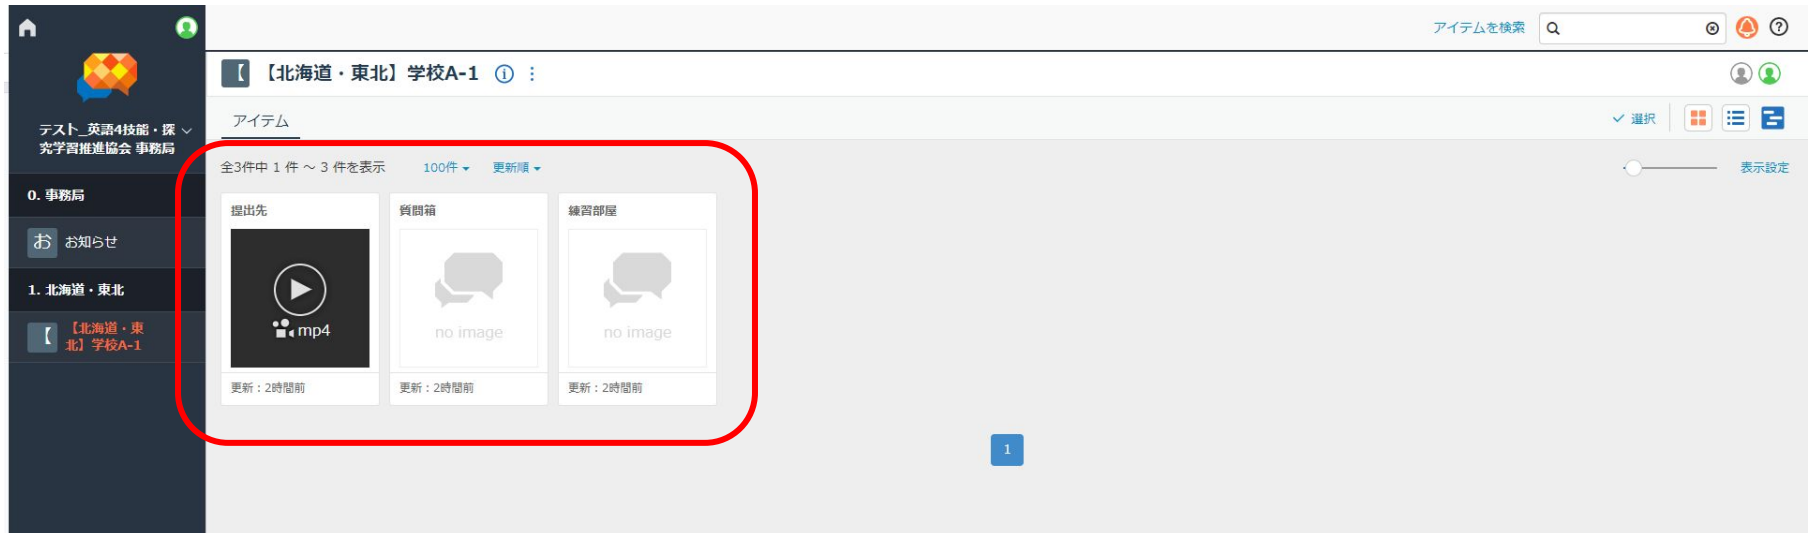 アイテムを検索
テスト_英語4技能・探
究学習推進協会 事務局
0. 事務局
お お知らせ
1. 北海道・東北
【 【北海道・東
北】学校A-1
【 【北海道・東北】学校A-1
アイテム
選択
全3件中 1 件 ～ 3 件を表示 100件 更新順
表示設定
提出先
mp4
更新：2時間前
質問箱
no image
更新：2時間前
練習部屋
no image
更新：2時間前
1